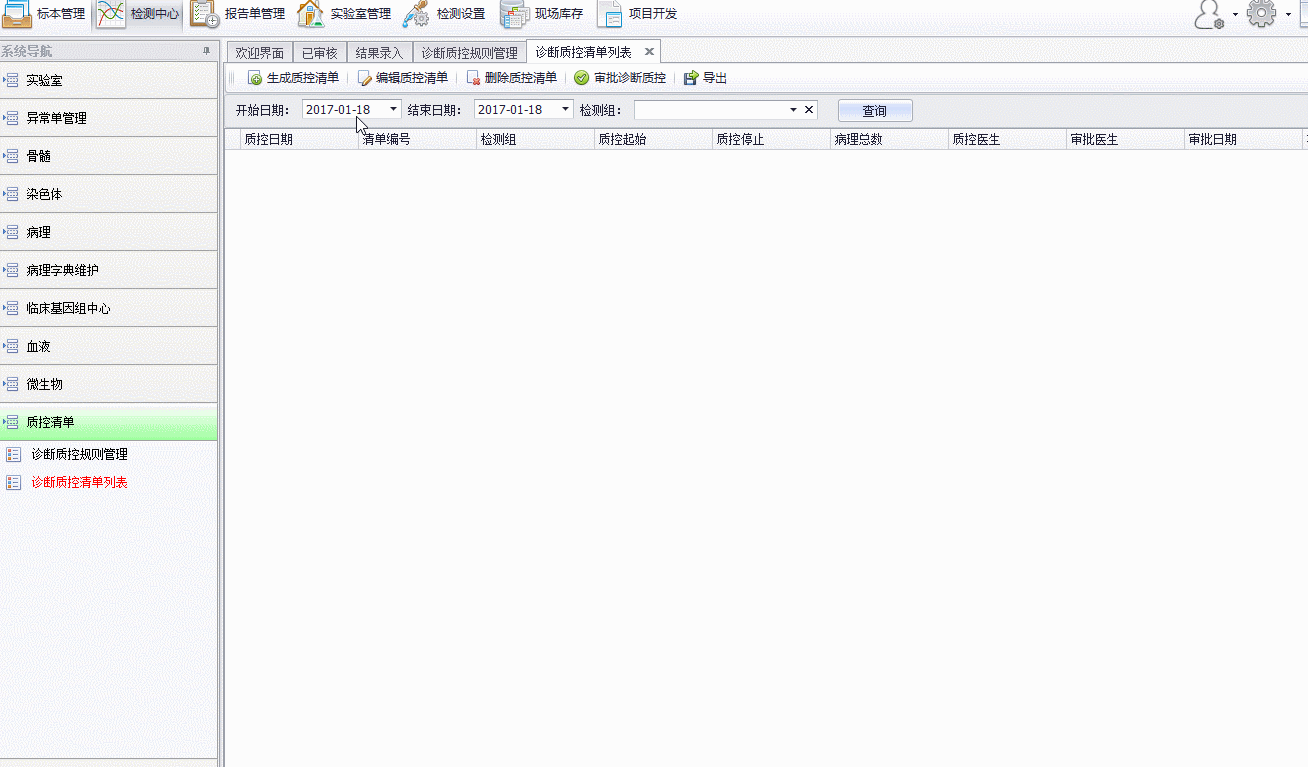 标本管理 检测中心 报告单管理 实验室管理 检测设置 现场库存 项目开发
系统导航
欢迎界面 已审核 结果录入 诊断质控规则管理 诊断质控清单列表
生成质控清单 编辑质控清单 删除质控清单 审批诊断质控 导出
开始日期： 2017-01-18 结束日期： 2017-01-18 检测组： 查询
质控日期 清单编号 检测组 质控起始 质控停止 病理总数 质控医生 审批医生 审批日期
实验室
异常单管理
骨髓
染色体
病理
病理字典维护
临床基因组中心
血液
微生物
质控清单
诊断质控规则管理
诊断质控清单列表